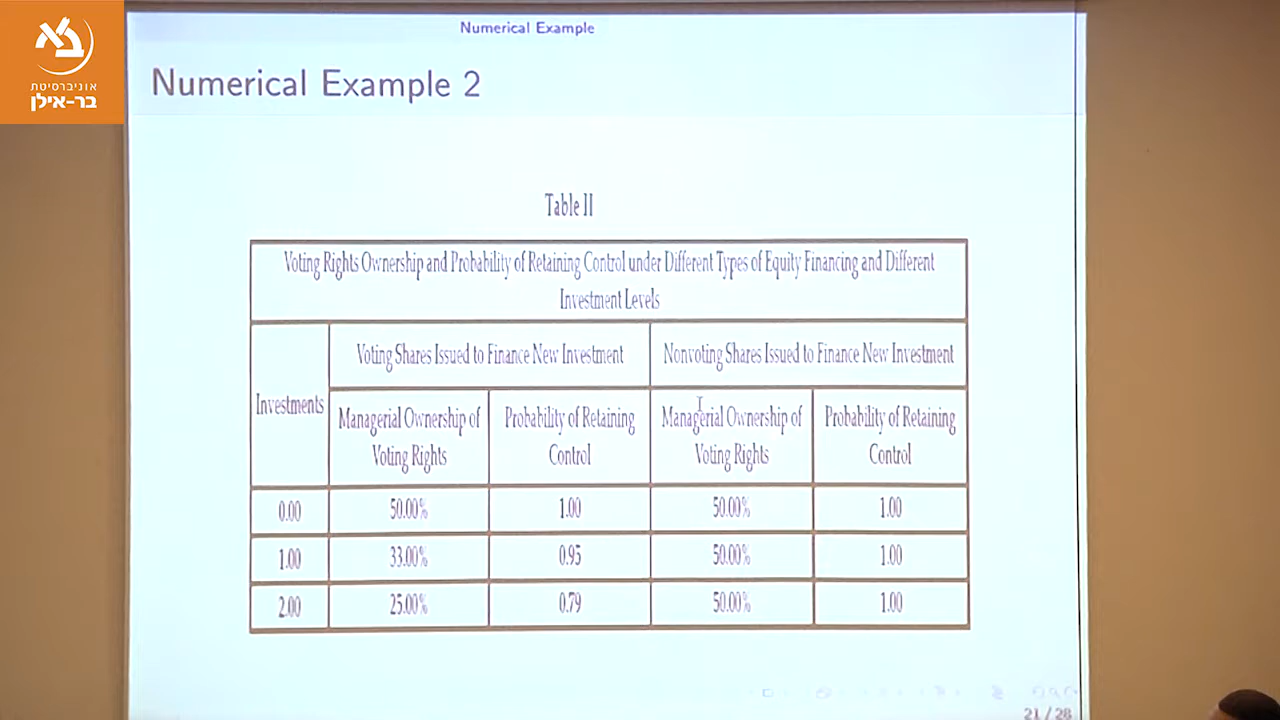 אוניברסיטת
בר-אילן
Numerical Example
Numerical Example 2
Table II
Voting Rights Ownership and Probability of Retaining Control under Different Types of Equity Financing and Different
Investment Levels
Investments
Voting Shares Issued to Finance New Investment
Nonvoting Shares Issued to Finance New Investment
Managerial Ownership of
Voting Rights
Probability of Retaining
Control
Managerial Ownership of
Voting Rights
Probability of Retaining
Control
0.00 50.00% 1.00 50.00% 1.00
1.00 33.00% 0.95 50.00% 1.00
2.00 25.00% 0.79 50.00% 1.00
21 / 28